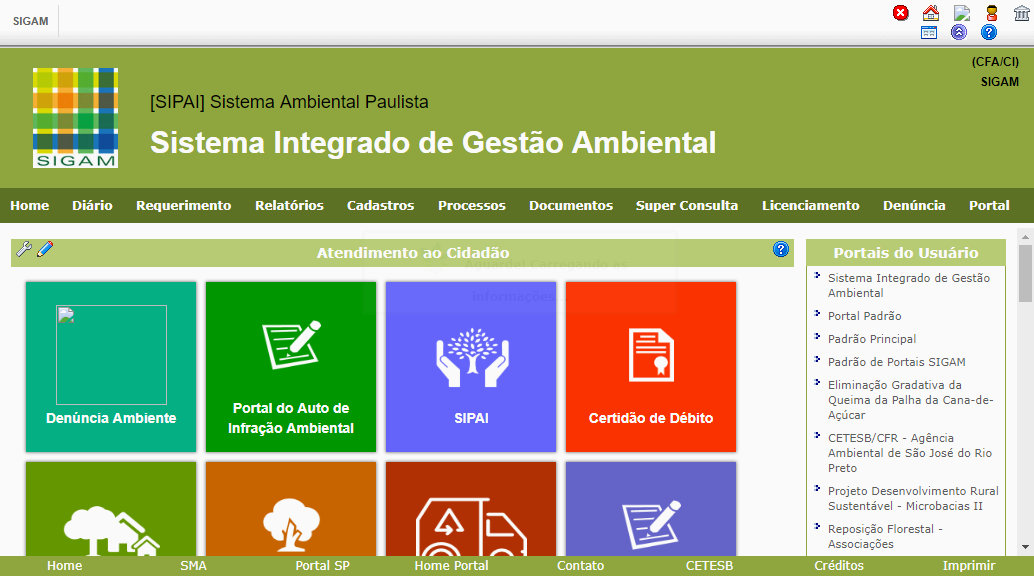 SIGAM
(CFA/CI)
SIGAM
[SIPAI] Sistema Ambiental Paulista
Sistema Integrado de Gestão Ambiental
SIGAM
Home Diário Requerimento Relatórios Cadastros Processos Documentos Super Consulta Licenciamento Denúncia Portal
Atendimento ao Cidadão
Aguarde! Carregando as
informações
Denúncia Ambiente
Portal do Auto de
Infração Ambiental
SIPAI
Certidão de Débito
Portais do Usuário
Sistema Integrado de Gestão
Ambiental
Portal Padrão
Padrão Principal
Padrão de Portais SIGAM
Eliminação Gradativa da
Queima da Palha da Cana-de-
Açúcar
CETESB/CFR - Agência
Ambiental de São José do Rio
Preto
Projeto Desenvolvimento Rural
Sustentável - Microbacias II
Reposição Florestal -
Associações
Home SMA Portal SP Home Portal Contato CETESB Créditos Imprimir